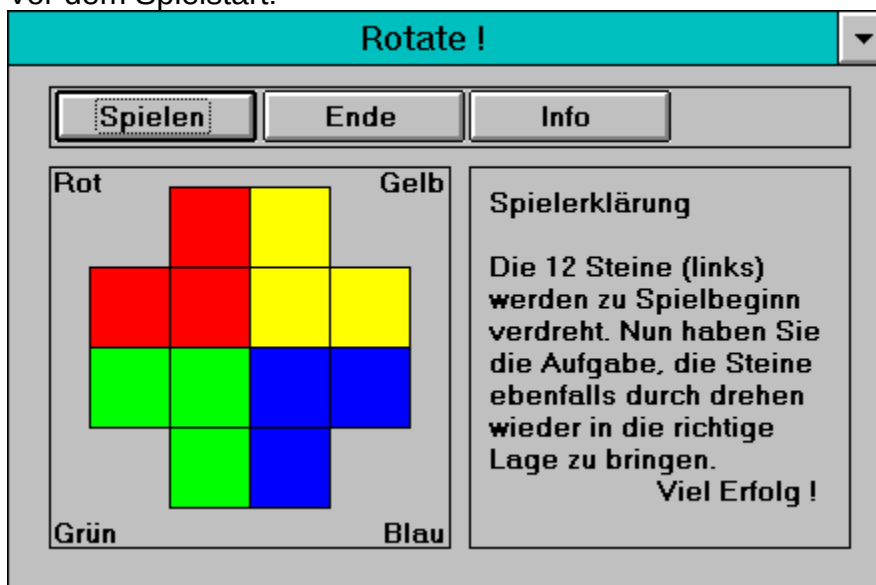 Vor dem Spielstart:
Rotate !
Spielen
Ende
Info
Rot
Gelb
Grün
Blau
Spielerklärung
Die 12 Steine (links)
werden zu Spielbeginn
verdreht. Nun haben Sie
die Aufgabe, die Steine
ebenfalls durch drehen
wieder in die richtige
Lage zu bringen.
Viel Erfolg !